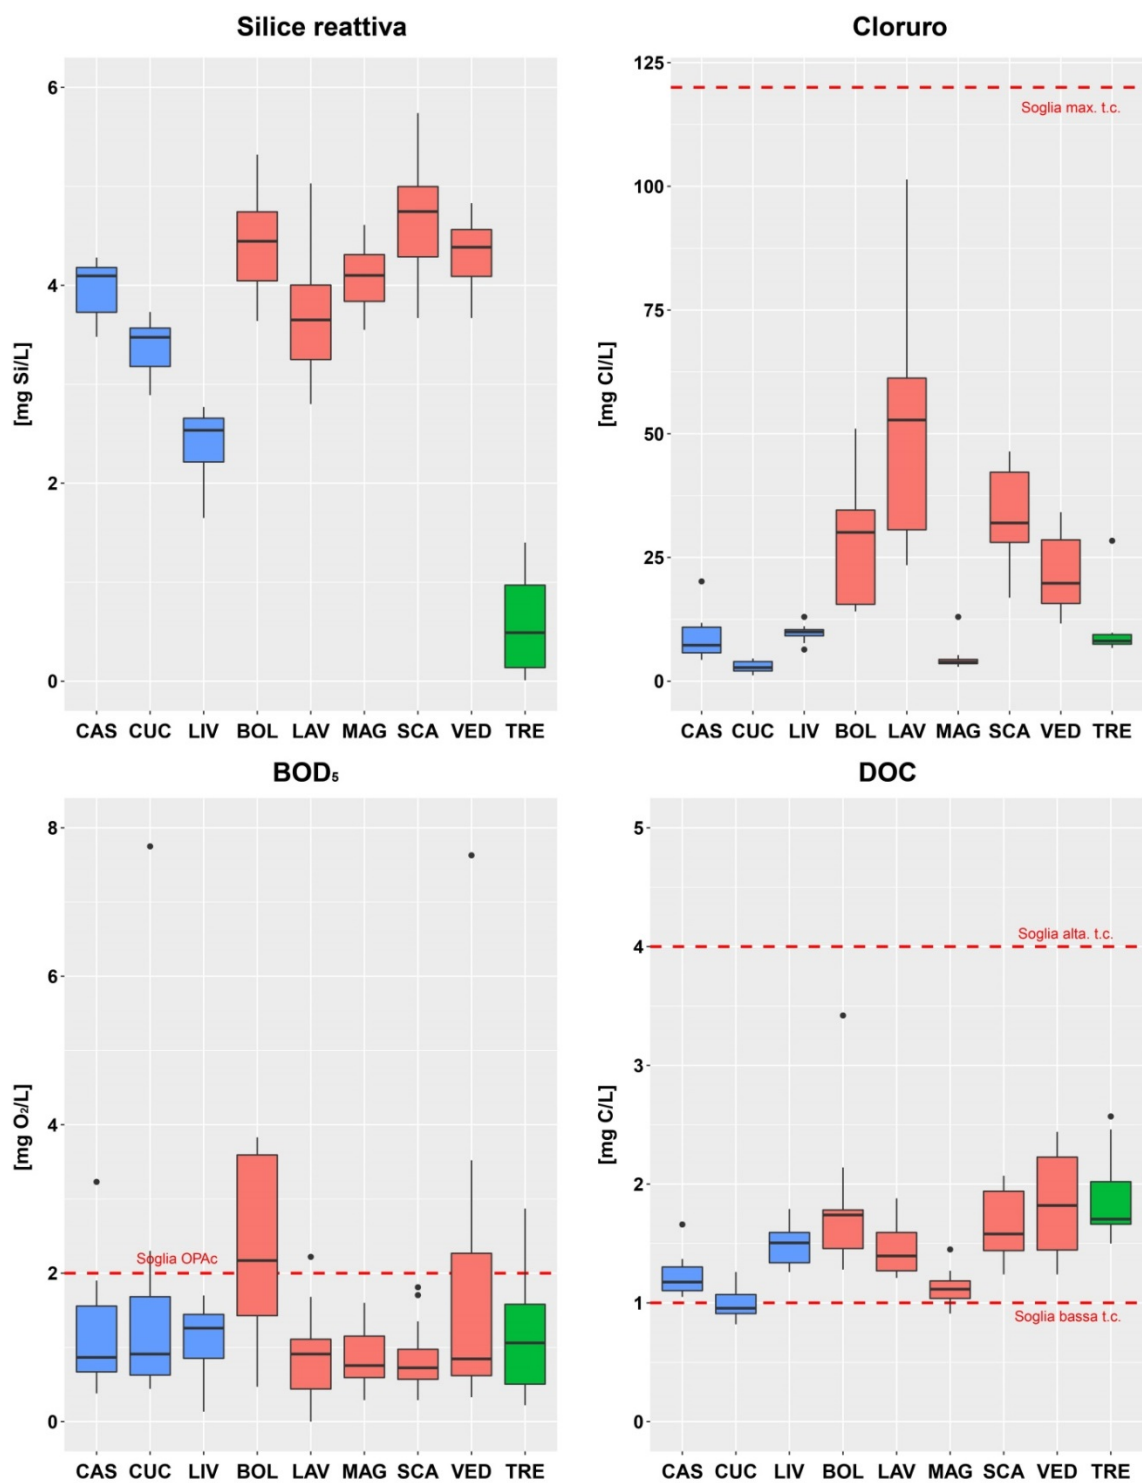 Silice reattiva
[mg Si/L]
6
4
2
0
CAS CUC LIV BOL LAV MAG SCA VED TRE
Cloruro
[mg Cl/L]
125
100
75
50
25
0
Soglia max. t.c.
CAS CUC LIV BOL LAV MAG SCA VED TRE
BOD₅
[mg O₂/L]
8
6
4
2
0
Soglia OPAc
CAS CUC LIV BOL LAV MAG SCA VED TRE
DOC
[mg C/L]
5
4
3
2
1
0
Soglia alta. t.c.
Soglia bassa t.c.
CAS CUC LIV BOL LAV MAG SCA VED TRE